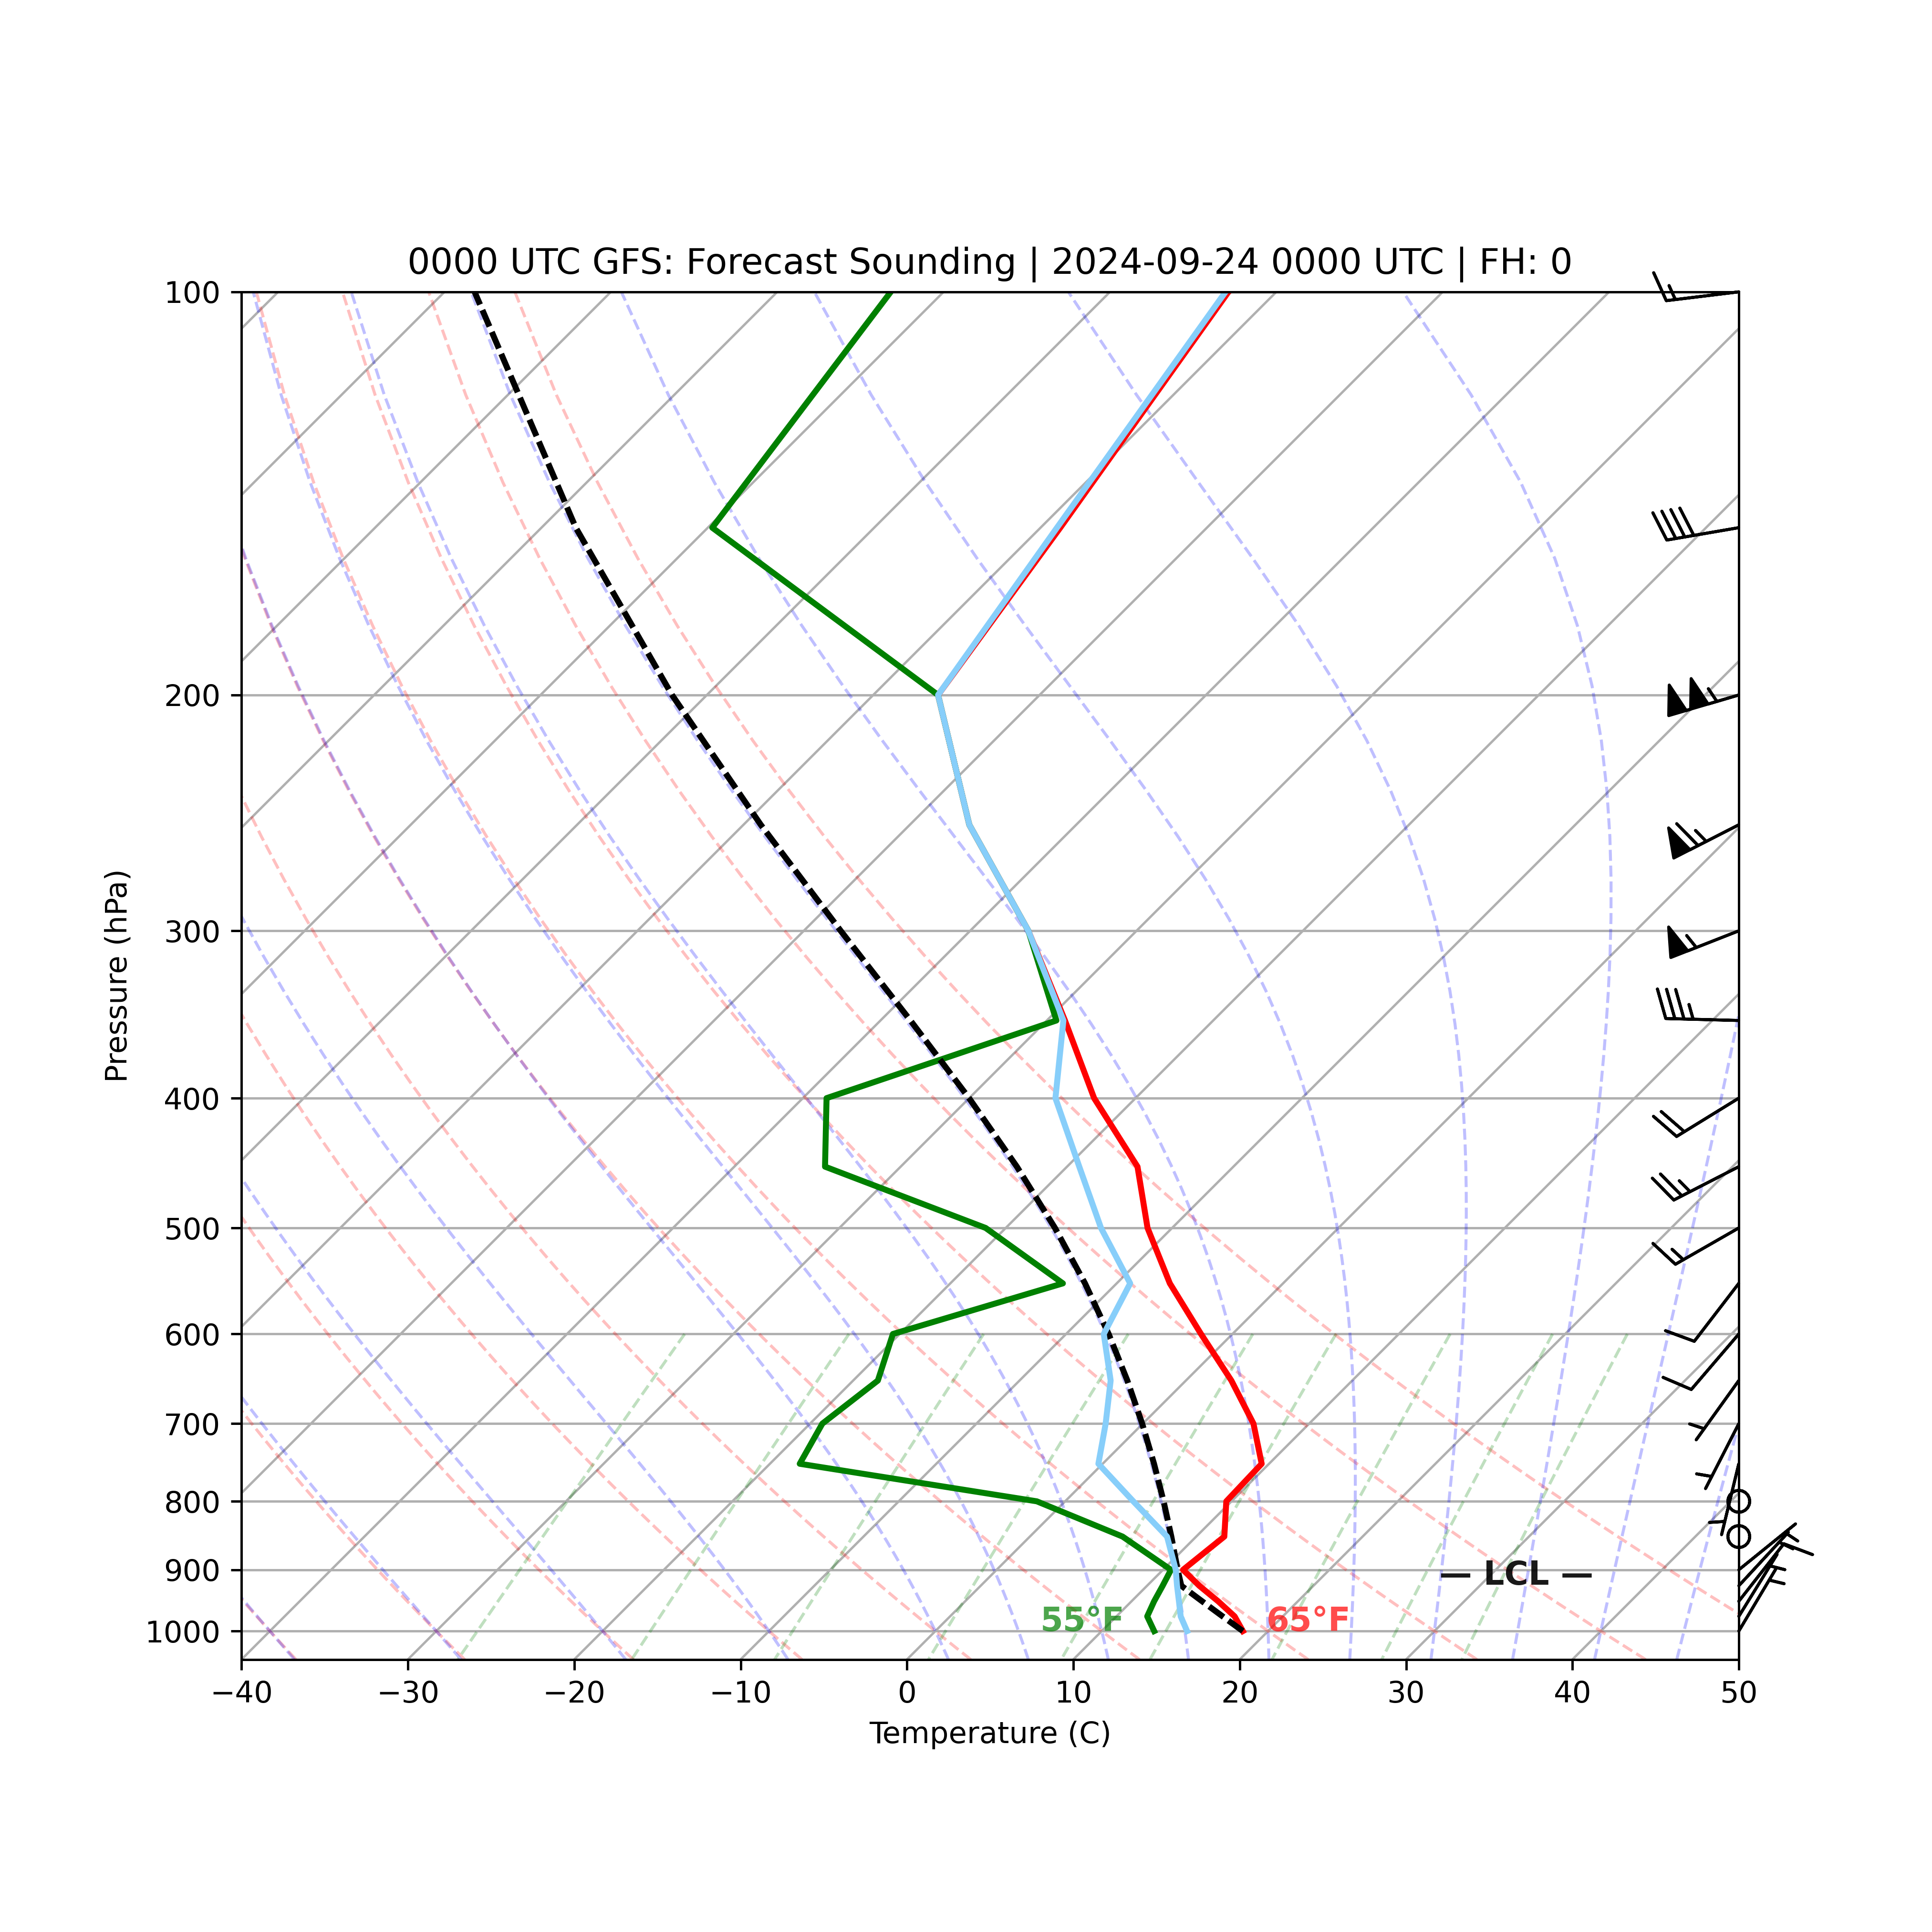 0000 UTC GFS: Forecast Sounding | 2024-09-24 0000 UTC | FH: 0
100
200
300
400
500
600
700
800
900
1000
Pressure (hPa)
— LCL —
55°F
65°F
−40 −30 −20 −10 0 10 20 30 40 50
Temperature (C)